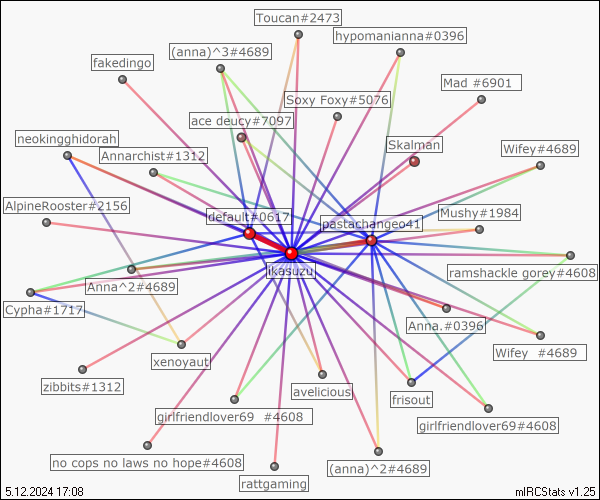 Toucan#2473
hypomanianna#0396
(anna)^3#4689
fakedingo
Mad #6901
Soxy Foxy#5076
ace deucy#7097
neokingghidorah
Skalman
Annarchist#1312
Wifey#4689
AlpineRooster#2156
default#0617
Mushy#1984
pastachangeo41
ikasuzu
ramshackle gorey#4608
Anna^2#4689
Cypha#1717
Anna.#0396
xenoyaut
Wifey #4689
zibbits#1312
avelicious
frisout
girlfriendlover69 #4608
girlfriendlover69#4608
no cops no laws no hope#4608
(anna)^2#4689
rattgaming
5.12.2024 17:08
mIRCStats v1.25